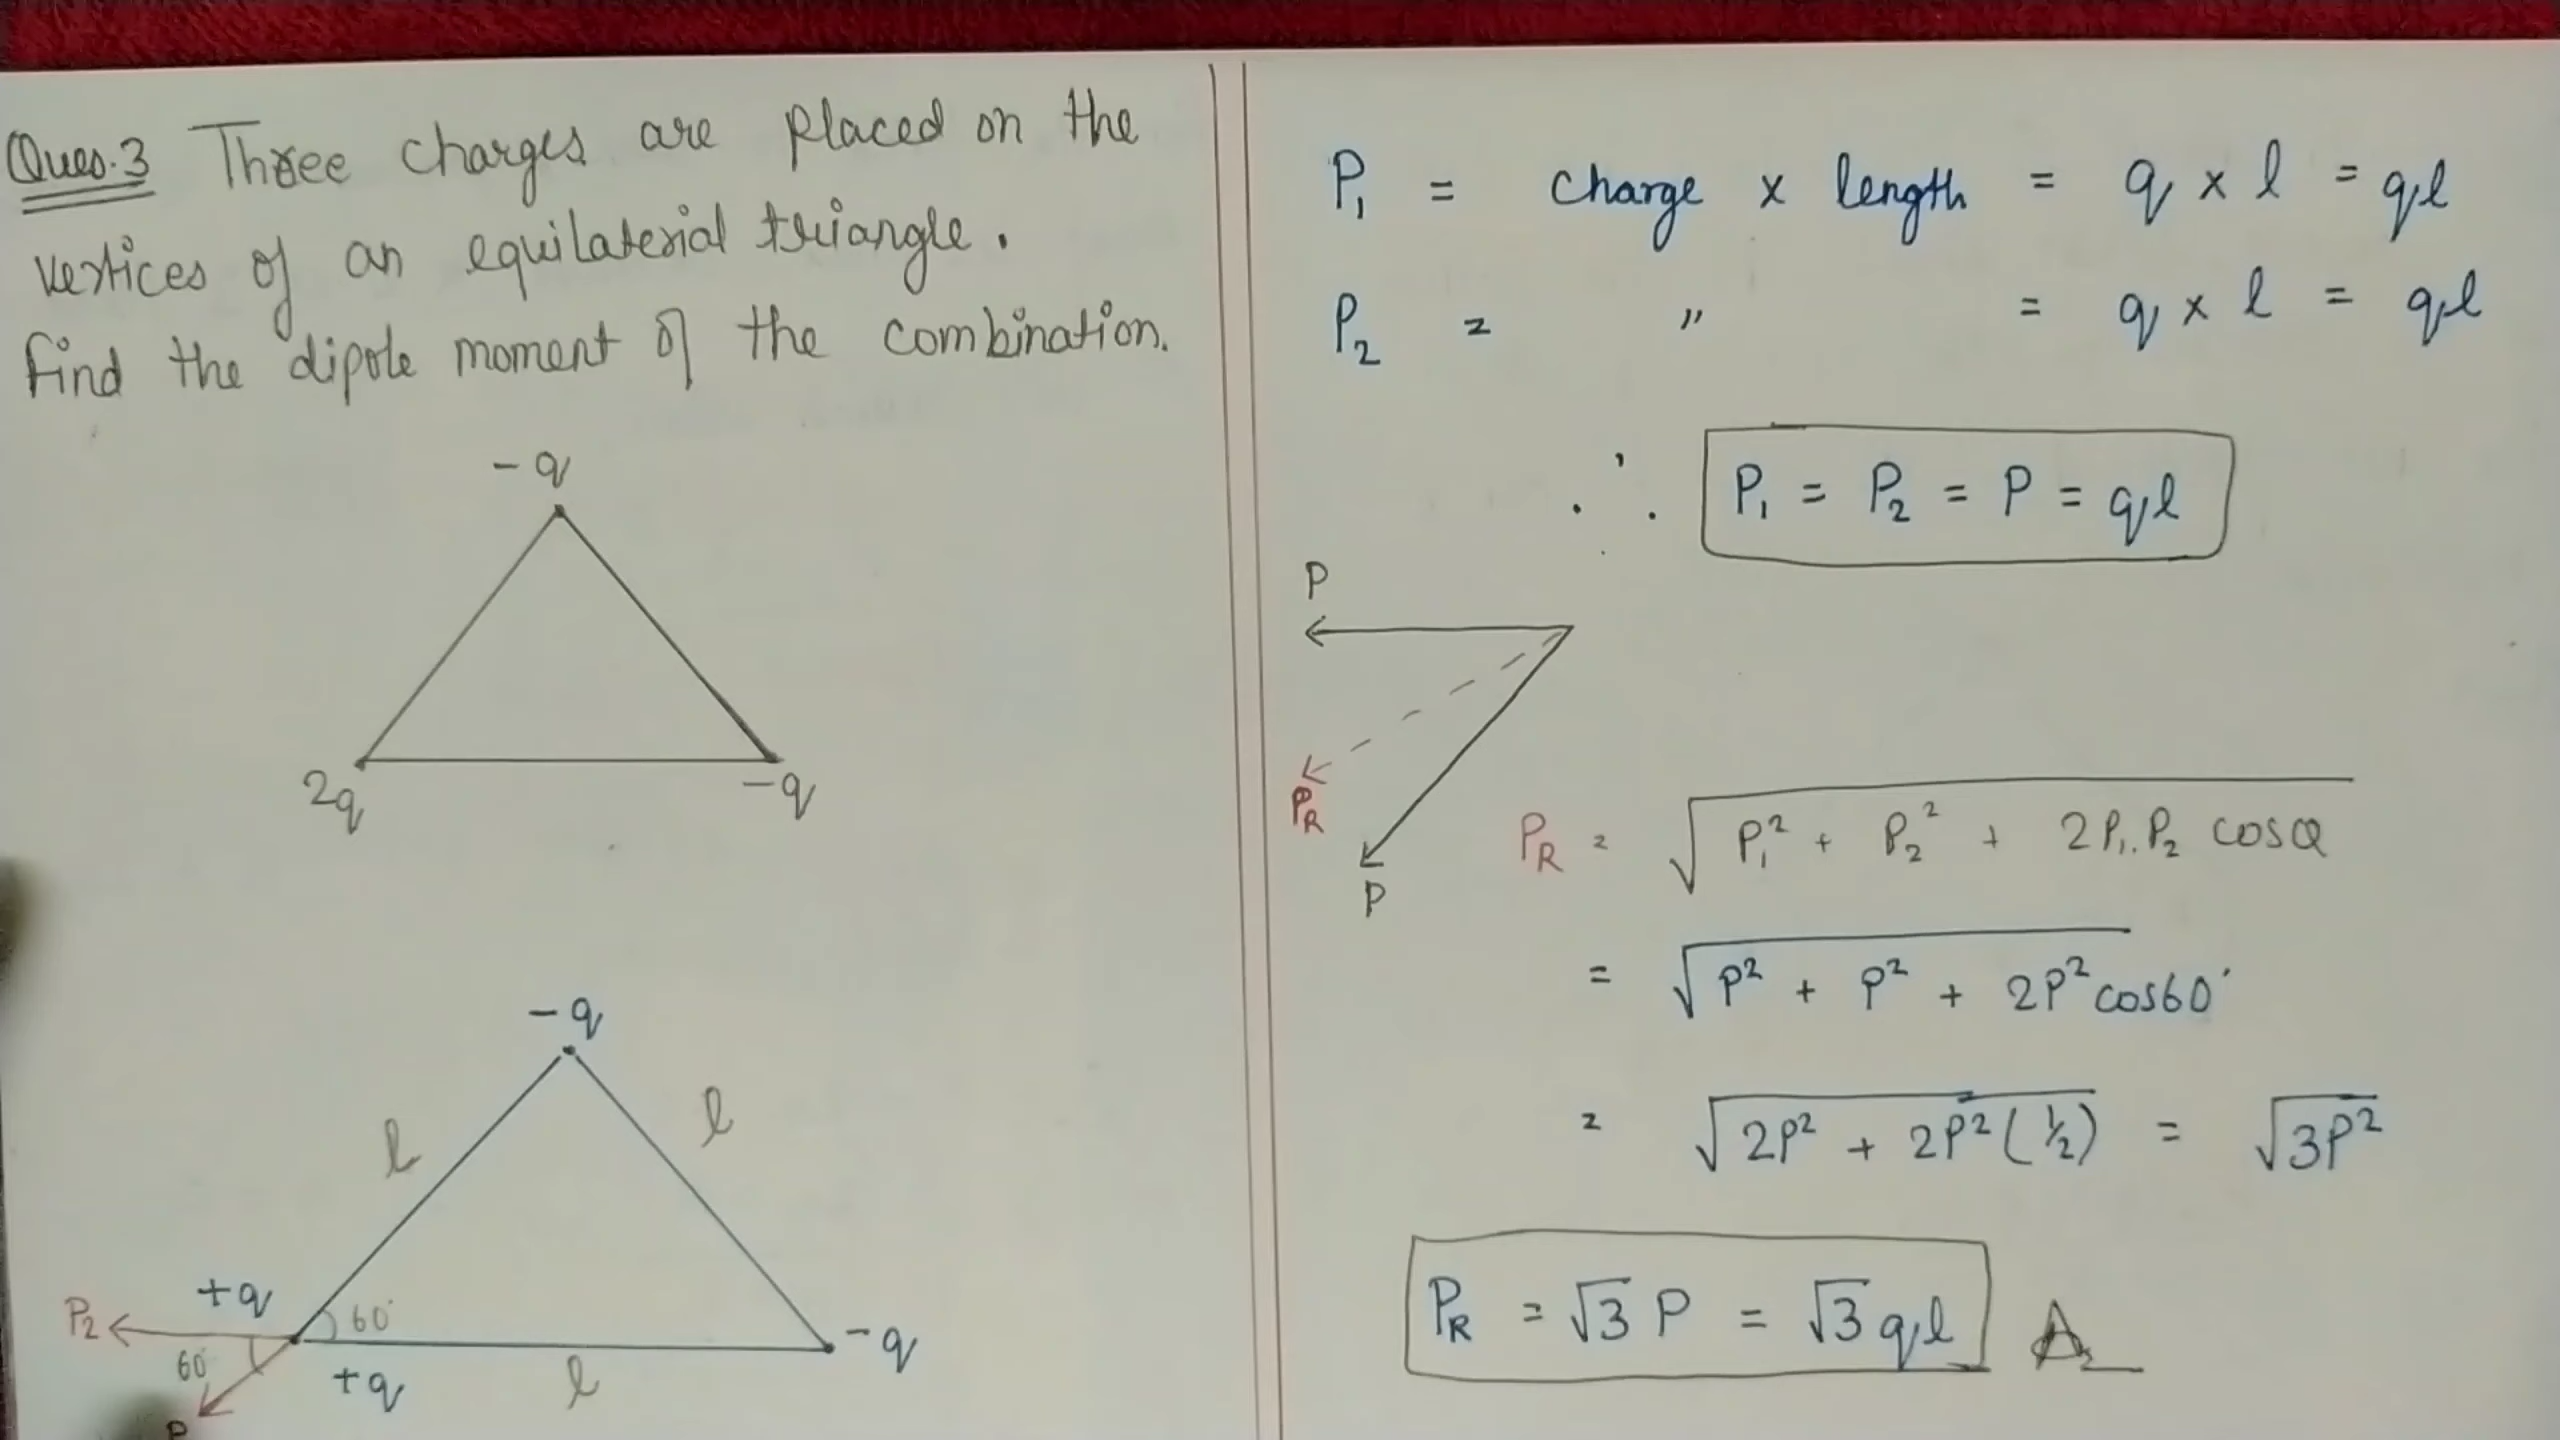 Ques.3 Three charges are placed on the
vertices of an equilaterial triangle.
Find the dipole moment of the combination.
-q
2q
-q
-q
l
l
+q
60°
P2
60°
+q
l
-q
P
P1 = charge x length = q x l = ql
P2 = " = q x l = ql
∴ P1 = P2 = P = ql
P
PR
P
PR = √P1² + P2² + 2P1.P2 cosθ
= √P² + P² + 2P² cos60°
= √2P² + 2P²(1/2) = √3P²
PR = √3 P = √3 ql